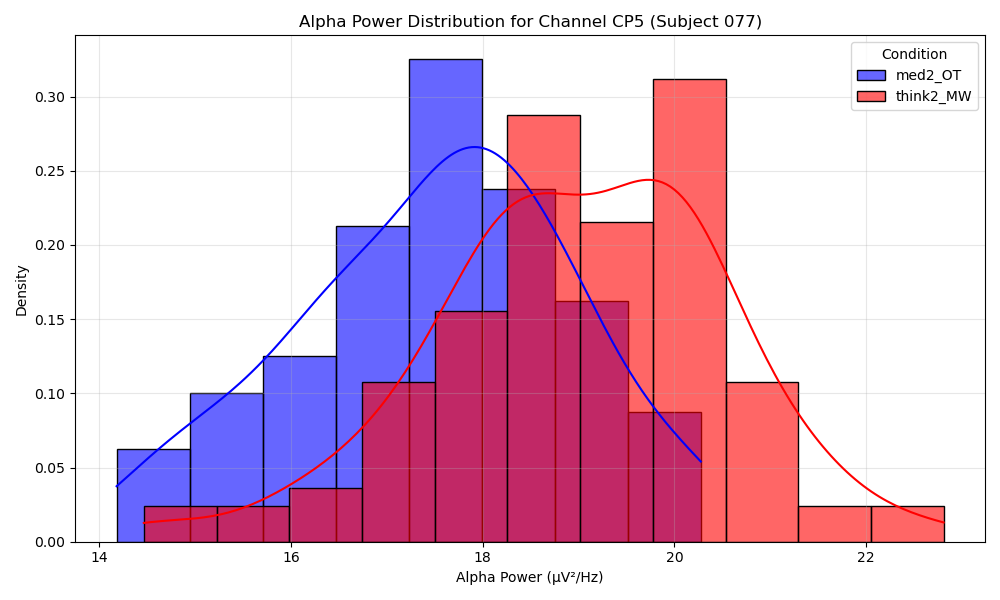 Alpha Power Distribution for Channel CP5 (Subject 077)
Condition
med2_OT
think2_MW
0.30
0.25
0.20
0.15
0.10
0.05
0.00
Density
14
16
18
20
22
Alpha Power (µV²/Hz)